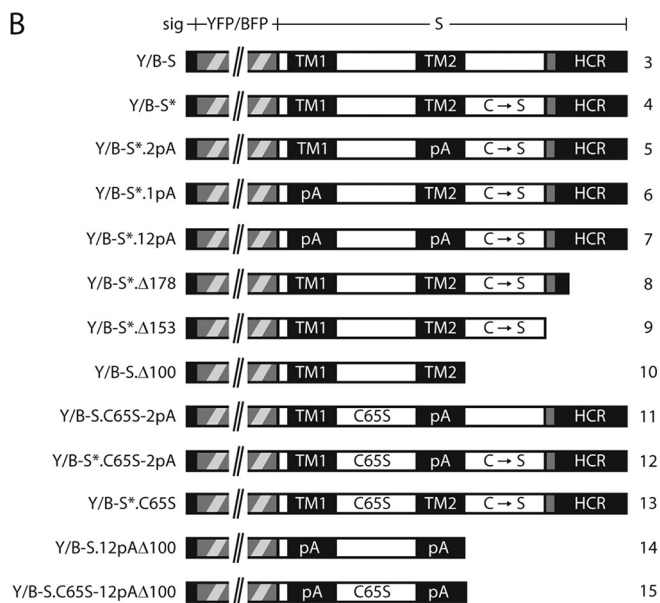 B
sig YFP/BFP S
Y/B-S TM1 TM2 HCR 3
Y/B-S* TM1 TM2 C → S HCR 4
Y/B-S*.2pA TM1 pA C → S HCR 5
Y/B-S*.1pA pA TM2 C → S HCR 6
Y/B-S*.12pA pA pA C → S HCR 7
Y/B-S*.Δ178 TM1 TM2 C → S 8
Y/B-S*.Δ153 TM1 TM2 C → S 9
Y/B-S.Δ100 TM1 TM2 10
Y/B-S.C65S-2pA TM1 C65S pA HCR 11
Y/B-S*.C65S-2pA TM1 C65S pA C → S HCR 12
Y/B-S*.C65S TM1 C65S TM2 C → S HCR 13
Y/B-S.12pAΔ100 pA pA 14
Y/B-S.C65S-12pAΔ100 pA C65S pA 15